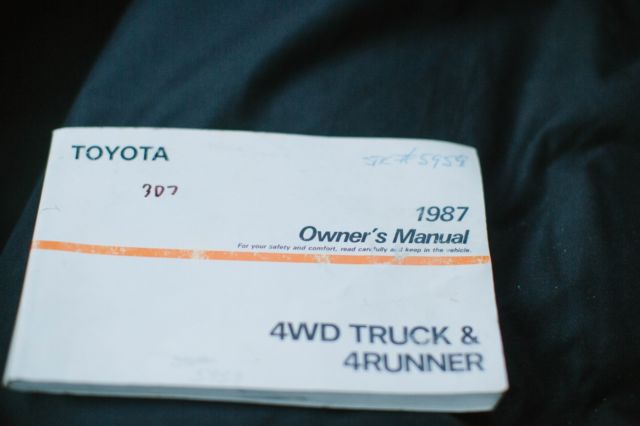 TOYOTA
307
1987
Owner's Manual
For your safety and comfort, read carefully and keep in the vehicle.
4WD TRUCK &
4RUNNER